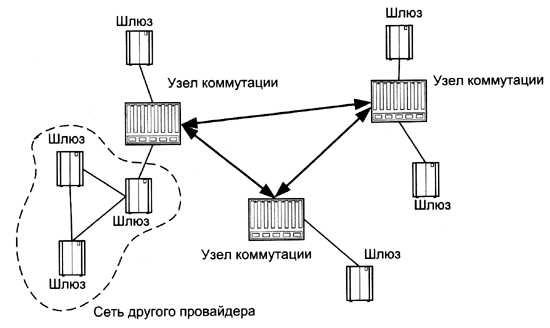 Шлюз
Шлюз
Узел коммутации
Узел коммутации
Шлюз
Шлюз
Шлюз
Узел коммутации
Шлюз
Шлюз
Сеть другого провайдера